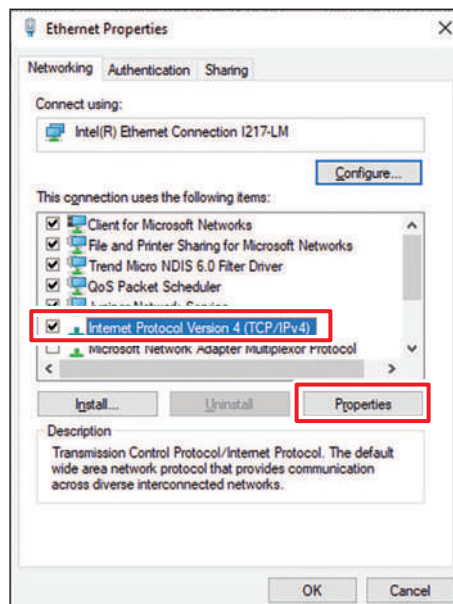 Ethernet Properties
Networking Authentication Sharing
Connect using:
Intel(R) Ethernet Connection I217-LM
Configure...
This connection uses the following items:
Client for Microsoft Networks
File and Printer Sharing for Microsoft Networks
Trend Micro NDIS 6.0 Filter Driver
QoS Packet Scheduler
Juniper Network Service
Internet Protocol Version 4 (TCP/IPv4)
Microsoft Network Adapter Multiplexor Protocol
Install... Uninstall Properties
Description
Transmission Control Protocol/Internet Protocol. The default
wide area network protocol that provides communication
across diverse interconnected networks.
OK Cancel